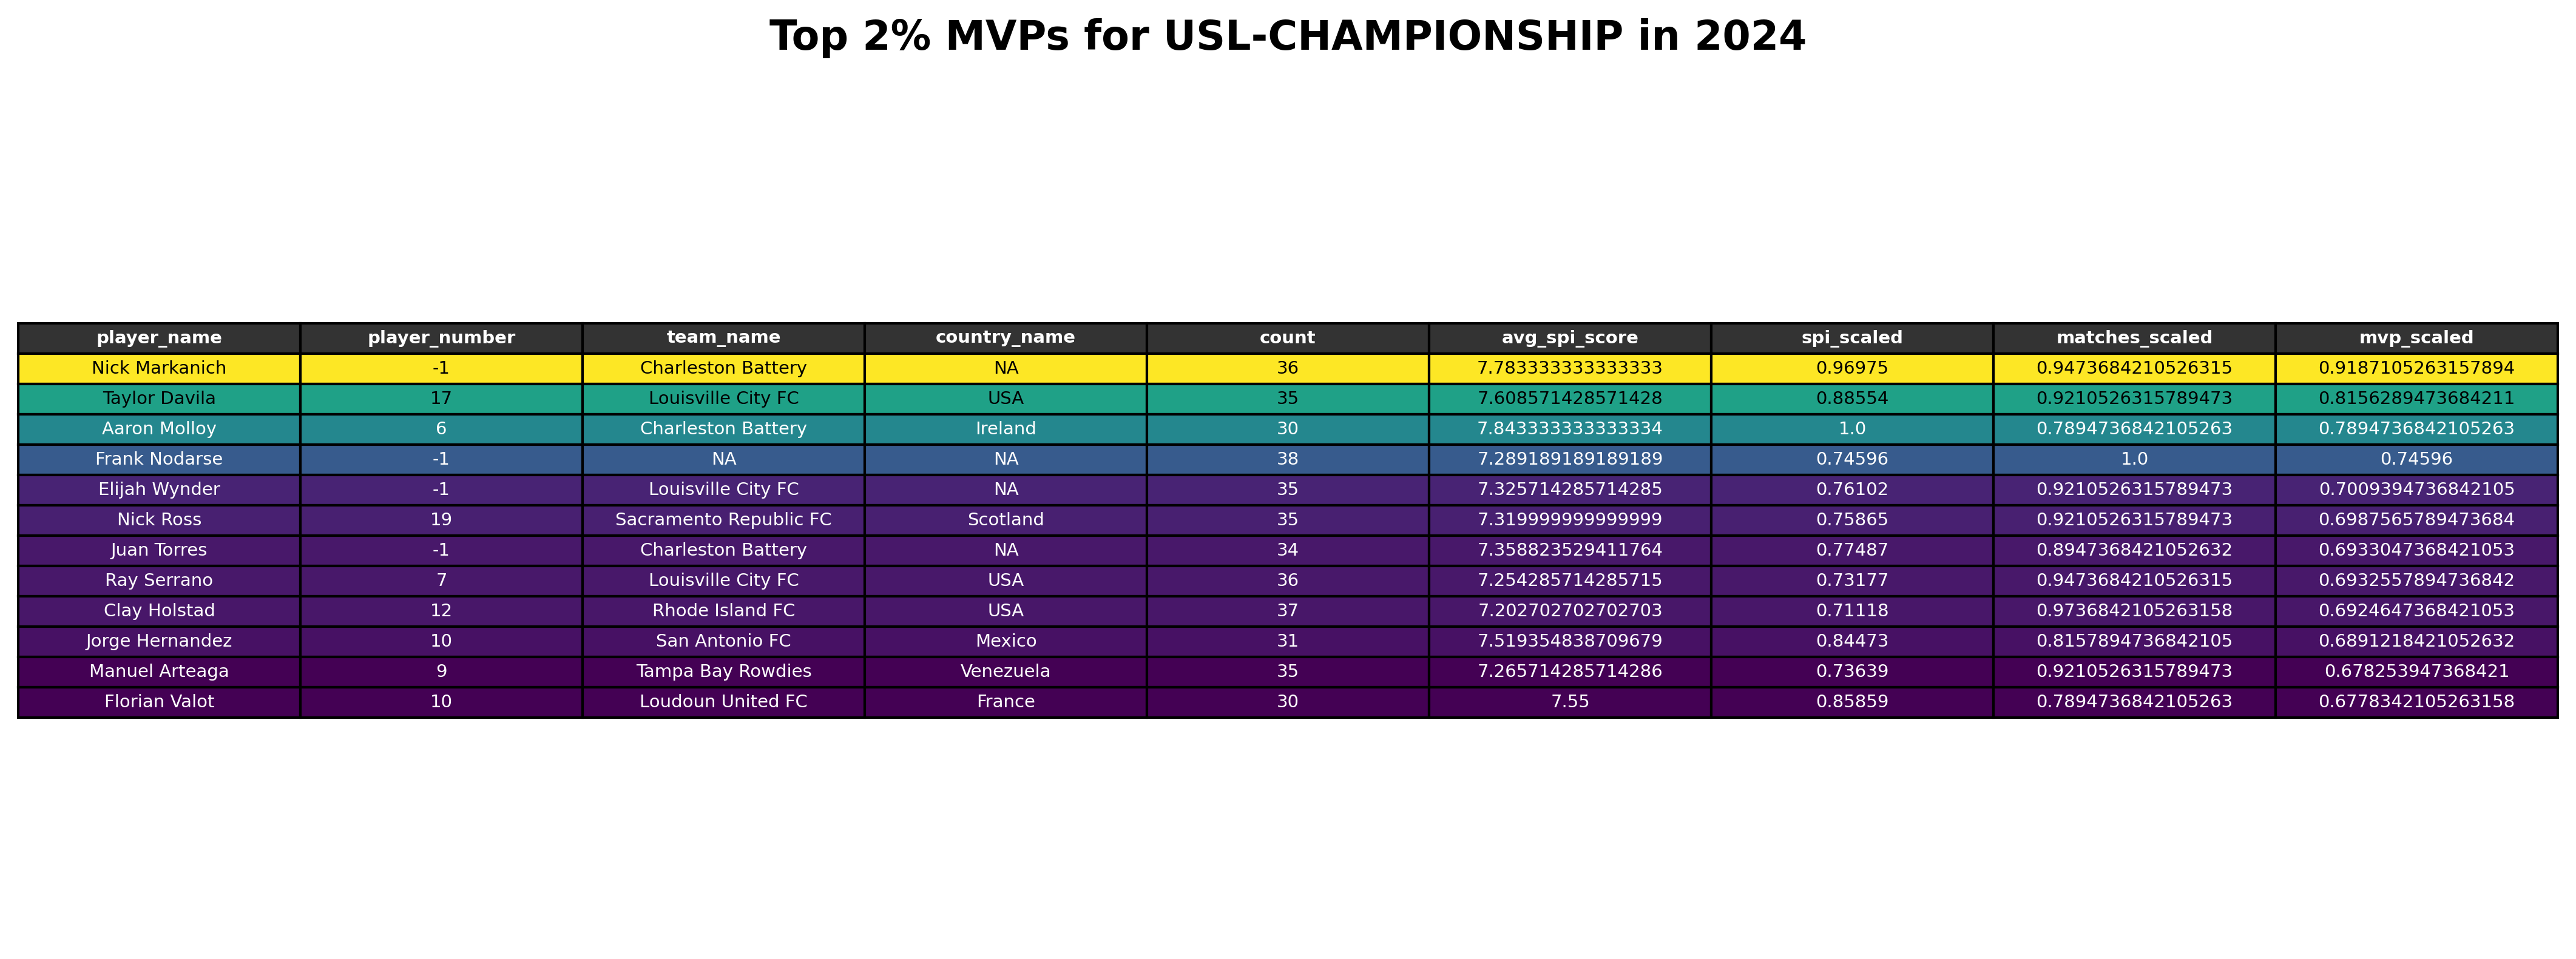 Top 2% MVPs for USL-CHAMPIONSHIP in 2024
player_name player_number team_name country_name count avg_spi_score spi_scaled matches_scaled mvp_scaled
Nick Markanich -1 Charleston Battery NA 36 7.783333333333333 0.96975 0.9473684210526315 0.9187105263157894
Taylor Davila 17 Louisville City FC USA 35 7.608571428571428 0.88554 0.9210526315789473 0.8156289473684211
Aaron Molloy 6 Charleston Battery Ireland 30 7.843333333333334 1.0 0.7894736842105263 0.7894736842105263
Frank Nodarse -1 NA NA 38 7.289189189189189 0.74596 1.0 0.74596
Elijah Wynder -1 Louisville City FC NA 35 7.325714285714285 0.76102 0.9210526315789473 0.7009394736842105
Nick Ross 19 Sacramento Republic FC Scotland 35 7.319999999999999 0.75865 0.9210526315789473 0.6987565789473684
Juan Torres -1 Charleston Battery NA 34 7.358823529411764 0.77487 0.8947368421052632 0.6933047368421053
Ray Serrano 7 Louisville City FC USA 36 7.254285714285715 0.73177 0.9473684210526315 0.6932557894736842
Clay Holstad 12 Rhode Island FC USA 37 7.202702702702703 0.71118 0.9736842105263158 0.6924647368421053
Jorge Hernandez 10 San Antonio FC Mexico 31 7.519354838709679 0.84473 0.8157894736842105 0.6891218421052632
Manuel Arteaga 9 Tampa Bay Rowdies Venezuela 35 7.265714285714286 0.73639 0.9210526315789473 0.678253947368421
Florian Valot 10 Loudoun United FC France 30 7.55 0.85859 0.7894736842105263 0.6778342105263158